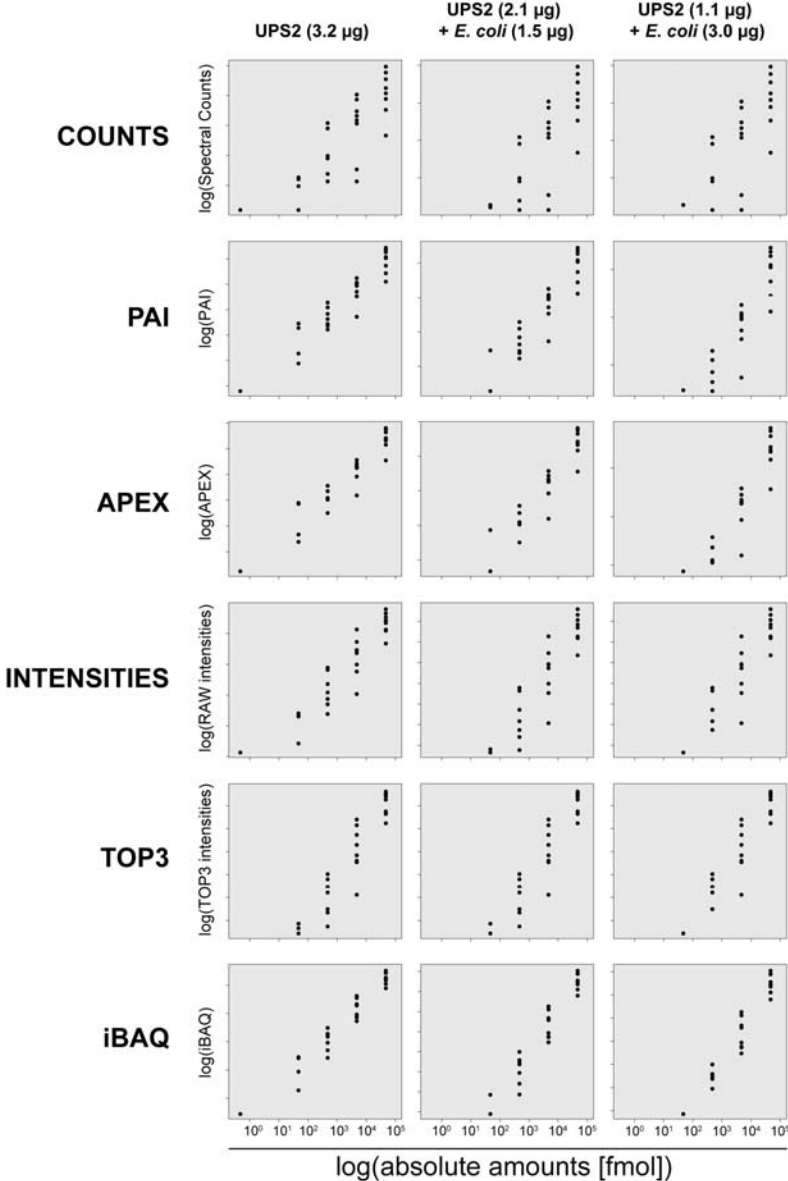 UPS2 (3.2 µg)
UPS2 (2.1 µg)
+ E. coli (1.5 µg)
UPS2 (1.1 µg)
+ E. coli (3.0 µg)
COUNTS
log(Spectral Counts)
PAI
log(PAI)
APEX
log(APEX)
INTENSITIES
log(RAW intensities)
TOP3
log(TOP3 intensities)
iBAQ
log(iBAQ)
10⁰ 10¹ 10² 10³ 10⁴ 10⁵ 10⁰ 10¹ 10² 10³ 10⁴ 10⁵ 10⁰ 10¹ 10² 10³ 10⁴ 10⁵
log(absolute amounts [fmol])